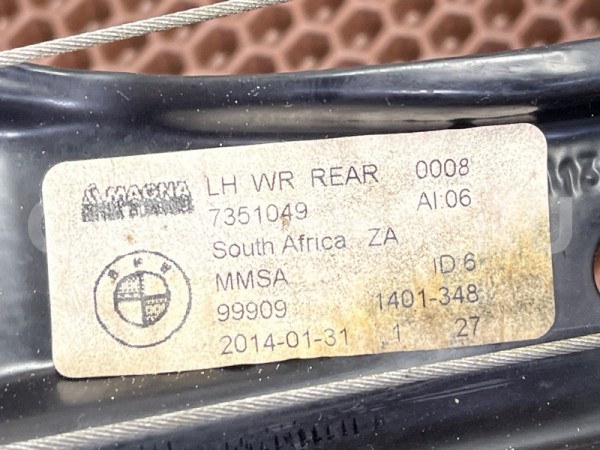 MAGNA LH WR REAR 0008
7351049 AI:06
South Africa ZA
BMW
MMSA ID 6
99909 1401-348
2014-01-31 1 27